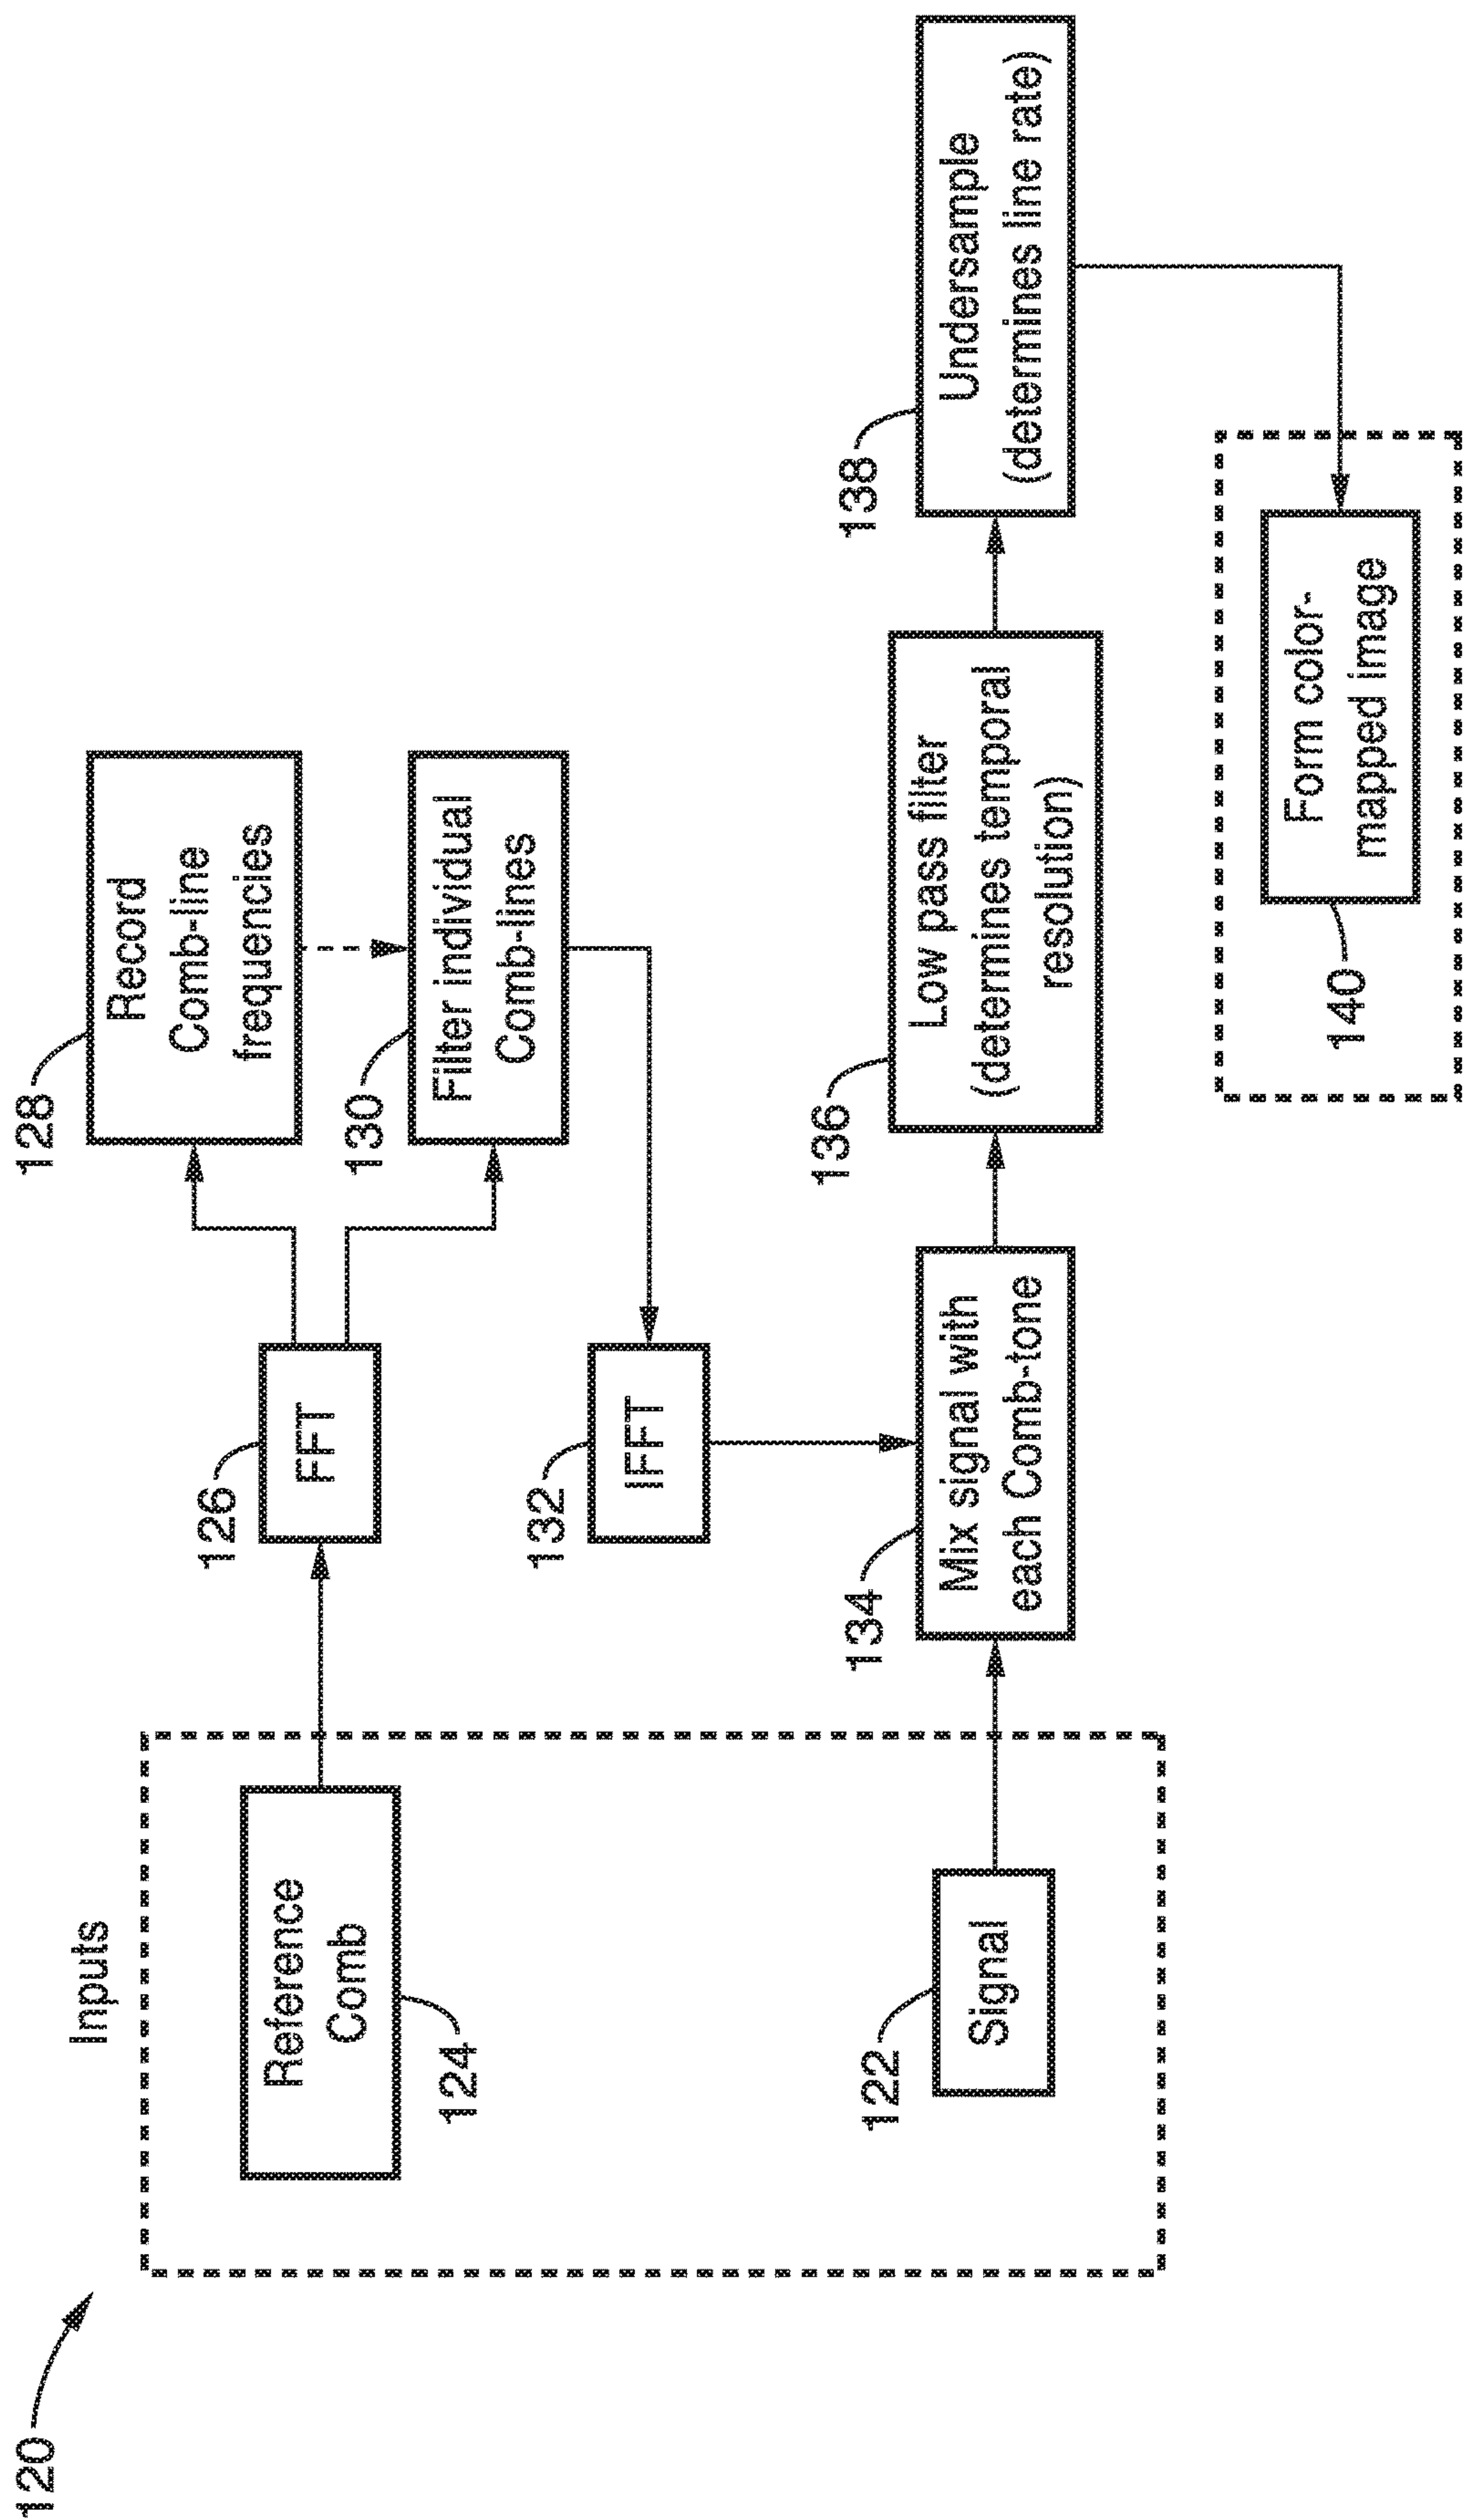 120
Inputs
Reference
Comb
124
Signal
122
126
FFT
128
Record
Comb-line
frequencies
130
Filter individual
Comb-lines
132
IFFT
134
Mix signal with
each Comb-tone
136
Low pass filter
(determines temporal
resolution)
138
Undersample
(determines line rate)
140
Form color-
mapped image